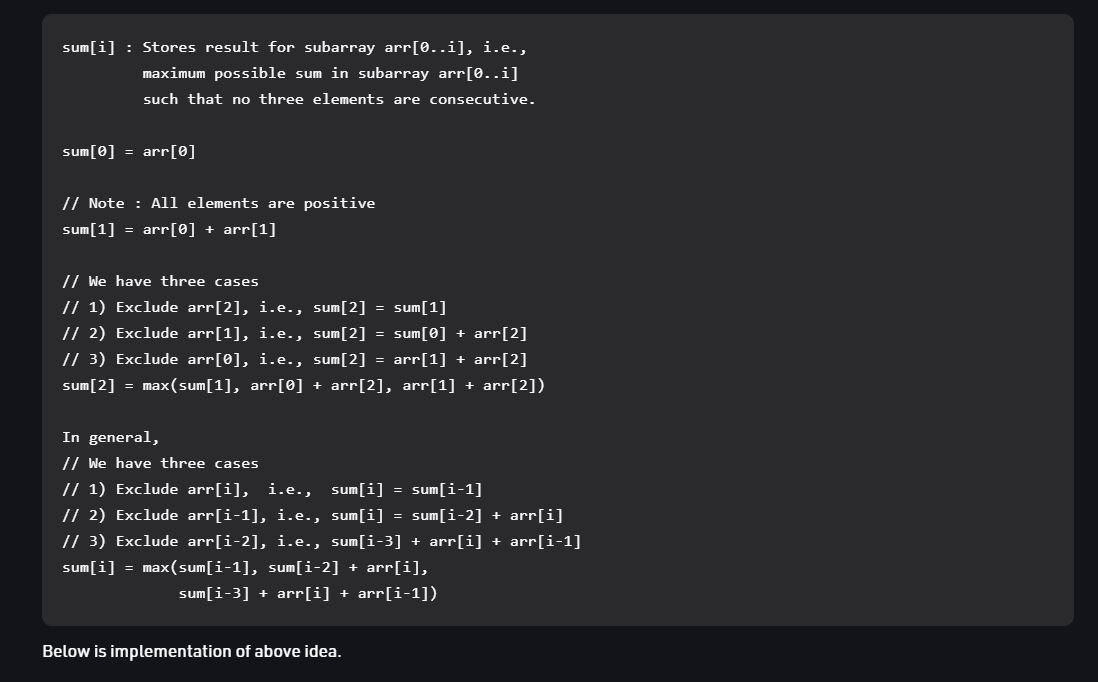 sum[i] : Stores result for subarray arr[0..i], i.e.,
         maximum possible sum in subarray arr[0..i]
         such that no three elements are consecutive.

sum[0] = arr[0]

// Note : All elements are positive
sum[1] = arr[0] + arr[1]

// We have three cases
// 1) Exclude arr[2], i.e., sum[2] = sum[1]
// 2) Exclude arr[1], i.e., sum[2] = sum[0] + arr[2]
// 3) Exclude arr[0], i.e., sum[2] = arr[1] + arr[2]
sum[2] = max(sum[1], arr[0] + arr[2], arr[1] + arr[2])

In general,
// We have three cases
// 1) Exclude arr[i],  i.e.,  sum[i] = sum[i-1]
// 2) Exclude arr[i-1], i.e., sum[i] = sum[i-2] + arr[i]
// 3) Exclude arr[i-2], i.e., sum[i-3] + arr[i] + arr[i-1]
sum[i] = max(sum[i-1], sum[i-2] + arr[i],
             sum[i-3] + arr[i] + arr[i-1])

Below is implementation of above idea.